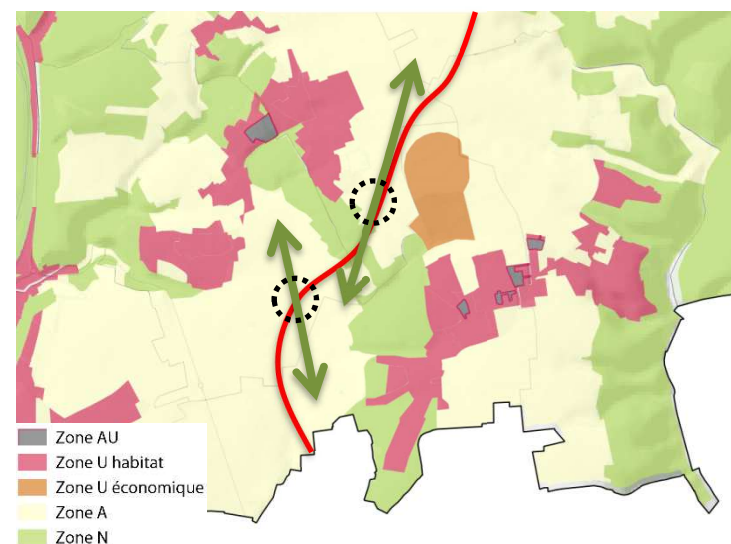 Zone AU
Zone U habitat
Zone U économique
Zone A
Zone N